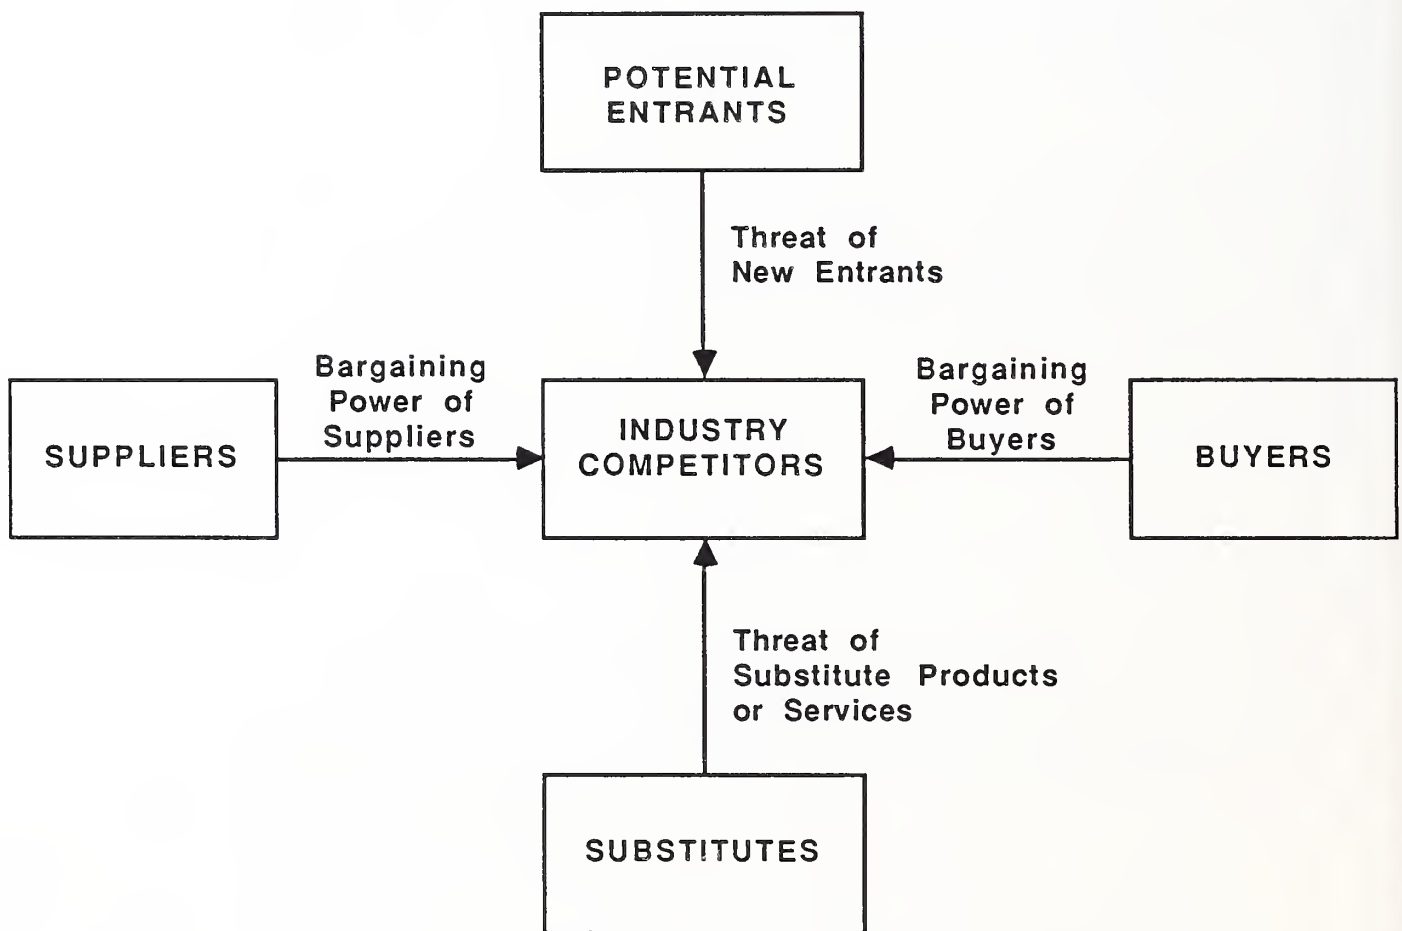 POTENTIAL
ENTRANTS
Threat of
New Entrants
Bargaining
Power of
Suppliers
Bargaining
Power of
Buyers
SUPPLIERS
INDUSTRY
COMPETITORS
BUYERS
Threat of
Substitute Products
or Services
SUBSTITUTES